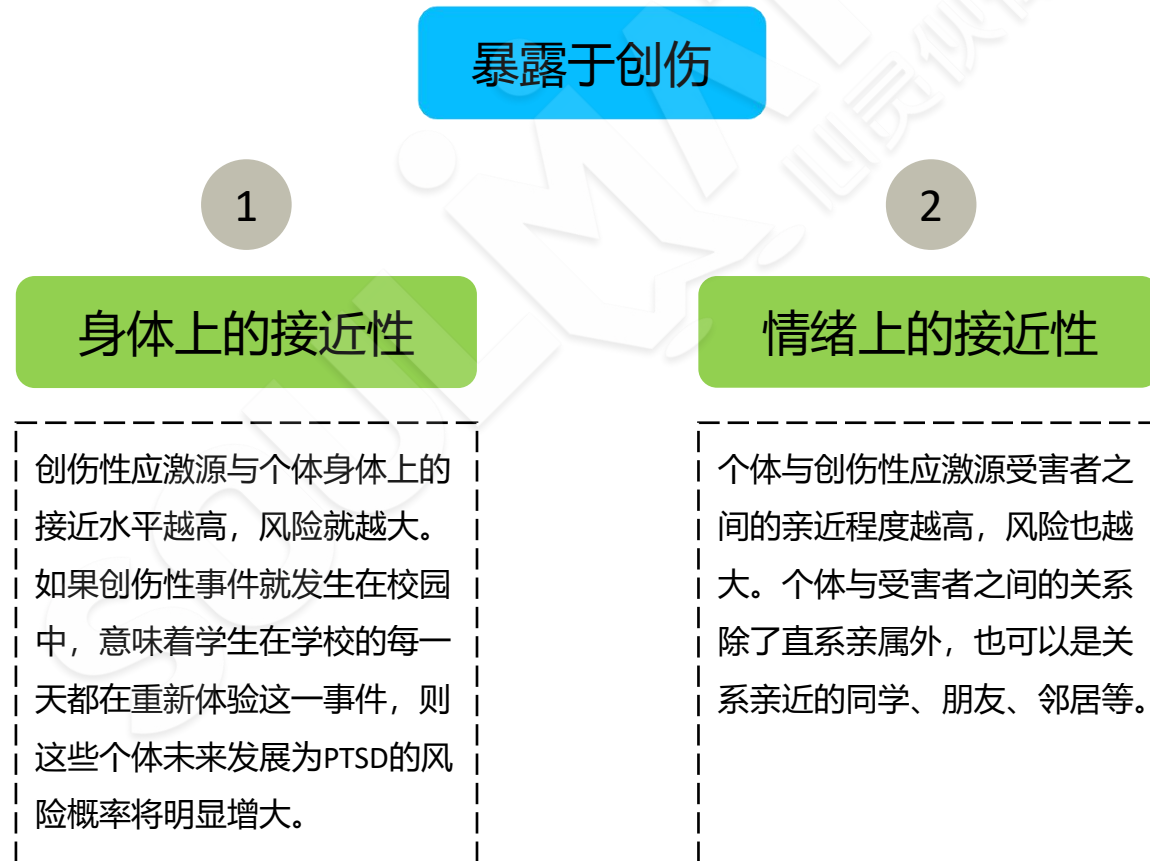 暴露于创伤
1
身体上的接近性
创伤性应激源与个体身体上的
接近水平越高，风险就越大。
如果创伤性事件就发生在校园
中，意味着学生在学校的每一
天都在重新体验这一事件，则
这些个体未来发展为PTSD的风
险概率将明显增大。
2
情绪上的接近性
个体与创伤性应激源受害者之
间的亲近程度越高，风险也越
大。个体与受害者之间的关系
除了直系亲属外，也可以是关
系亲近的同学、朋友、邻居等。